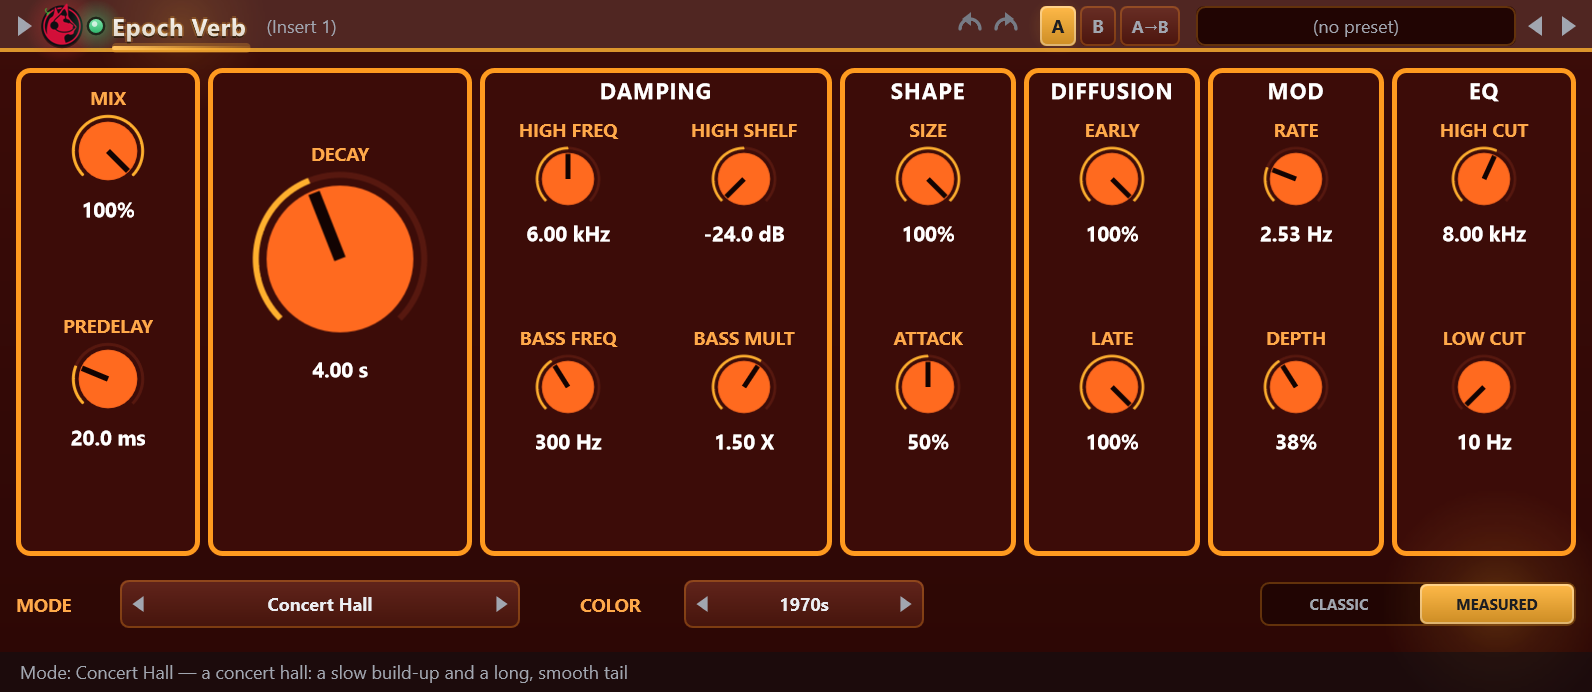 Epoch Verb (Insert 1) A B A→B (no preset)
MIX
100%
PREDELAY
20.0 ms
DECAY
4.00 s
DAMPING
HIGH FREQ HIGH SHELF
6.00 kHz -24.0 dB
BASS FREQ BASS MULT
300 Hz 1.50 X
SHAPE
SIZE
100%
ATTACK
50%
DIFFUSION
EARLY
100%
LATE
100%
MOD
RATE
2.53 Hz
DEPTH
38%
EQ
HIGH CUT
8.00 kHz
LOW CUT
10 Hz
MODE Concert Hall COLOR 1970s CLASSIC MEASURED
Mode: Concert Hall — a concert hall: a slow build-up and a long, smooth tail